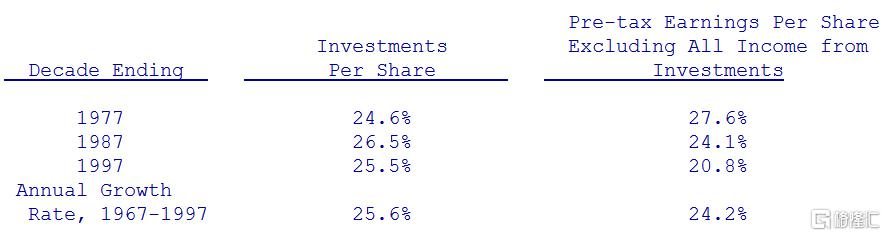 Pre-tax Earnings Per Share
Investments Excluding All Income from
Decade Ending Per Share Investments
1977 24.6% 27.6%
1987 26.5% 24.1%
1997 25.5% 20.8%
Annual Growth
Rate, 1967-1997 25.6% 24.2%
格隆汇